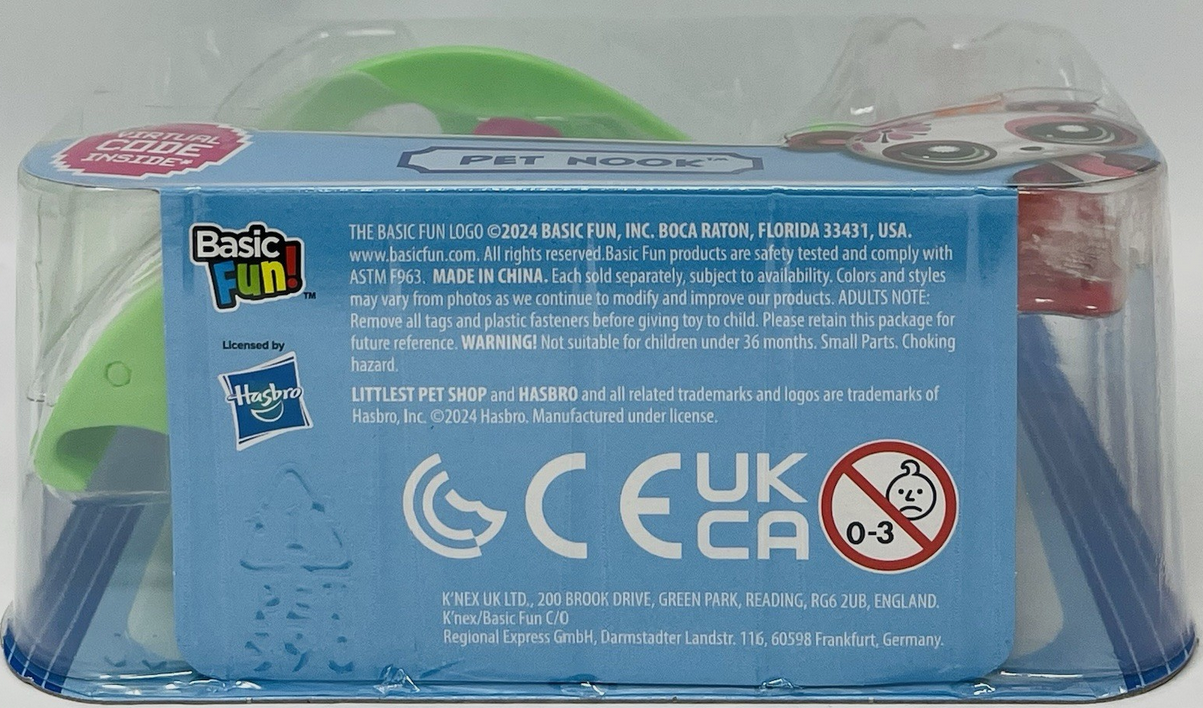 VIRTUAL
CODE
INSIDE*
PET NOOK™
Basic
Fun!™
THE BASIC FUN LOGO ©2024 BASIC FUN, INC. BOCA RATON, FLORIDA 33431, USA.
www.basicfun.com. All rights reserved.Basic Fun products are safety tested and comply with
ASTM F963. MADE IN CHINA. Each sold separately, subject to availability. Colors and styles
may vary from photos as we continue to modify and improve our products. ADULTS NOTE:
Remove all tags and plastic fasteners before giving toy to child. Please retain this package for
future reference. WARNING! Not suitable for children under 36 months. Small Parts. Choking
hazard.
Licensed by
Hasbro
LITTLEST PET SHOP and HASBRO and all related trademarks and logos are trademarks of
Hasbro, Inc. ©2024 Hasbro. Manufactured under license.
CE
UK
CA
0-3
K'NEX UK LTD., 200 BROOK DRIVE, GREEN PARK, READING, RG6 2UB, ENGLAND.
K'nex/Basic Fun C/O
Regional Express GmbH, Darmstadter Landstr. 116, 60598 Frankfurt, Germany.